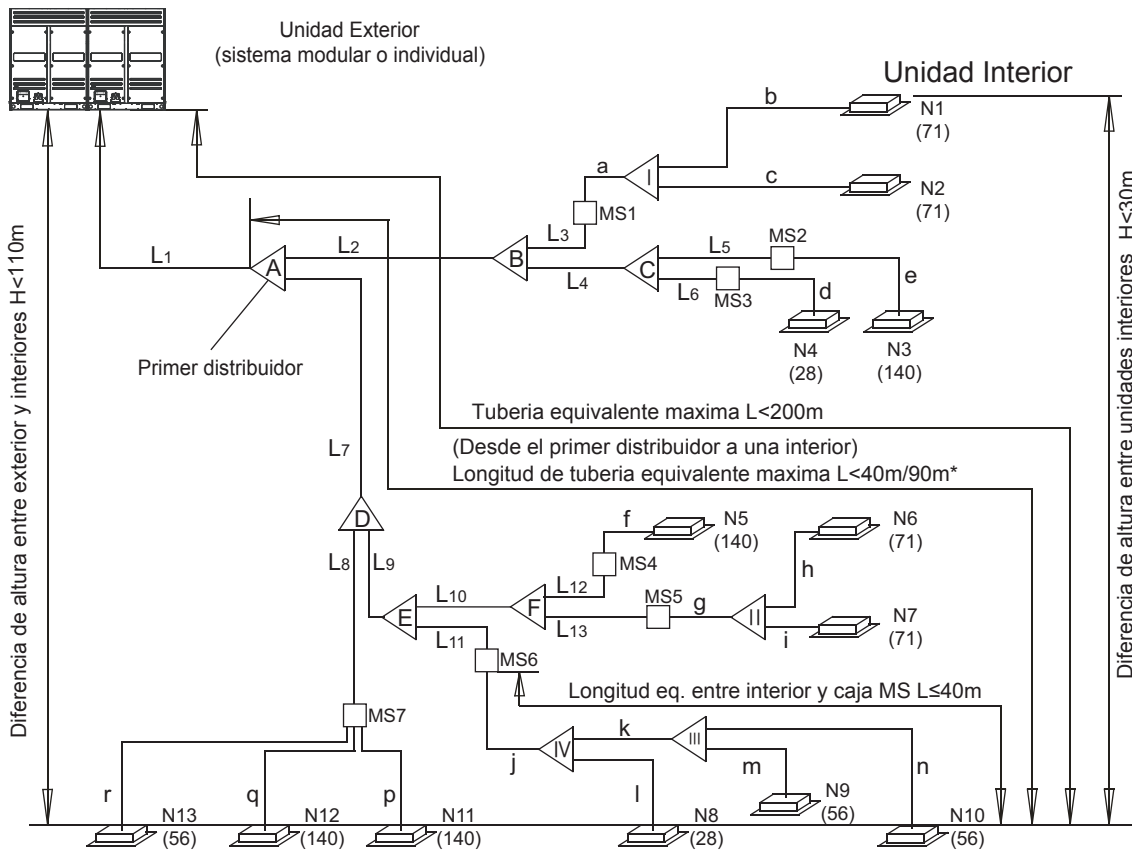 Unidad Exterior
(sistema modular o individual)
Unidad Interior
b
N1
(71)
a
I
c
N2
(71)
MS1
L3
L1
L2
A
B
L4
C
L5
MS2
L6
MS3
d
e
Primer distribuidor
N4
(28)
N3
(140)
Tuberia equivalente maxima L<200m
(Desde el primer distribuidor a una interior)
Longitud de tuberia equivalente maxima L<40m/90m*
L7
D
L8
L9
f
N5
(140)
N6
(71)
MS4
h
L10
L12
E
F
MS5
g
II
L11
L13
i
N7
(71)
MS6
Longitud eq. entre interior y caja MS L≤40m
MS7
j
IV
k
III
m
n
r
q
p
l
N9
(56)
N13
(56)
N12
(140)
N11
(140)
N8
(28)
N10
(56)
Diferencia de altura entre exterior y interiores H<110m
Diferencia de altura entre unidades interiores H<30m